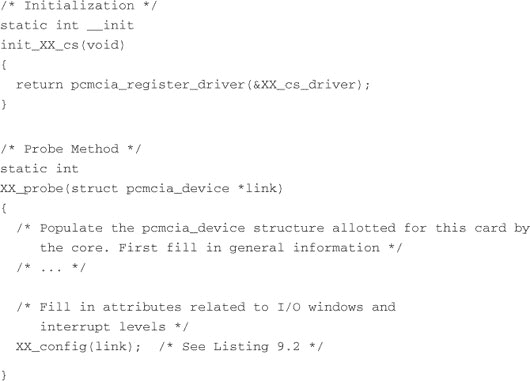 /* Initialization */
static int __init
init_XX_cs(void)
{
  return pcmcia_register_driver(&XX_cs_driver);
}
/* Probe Method */
static int
XX_probe(struct pcmcia_device *link)
{
  /* Populate the pcmcia_device structure allotted for this card by
     the core. First fill in general information */
  /* ... */
  /* Fill in attributes related to I/O windows and
     interrupt levels */
  XX_config(link);  /* See Listing 9.2 */
}